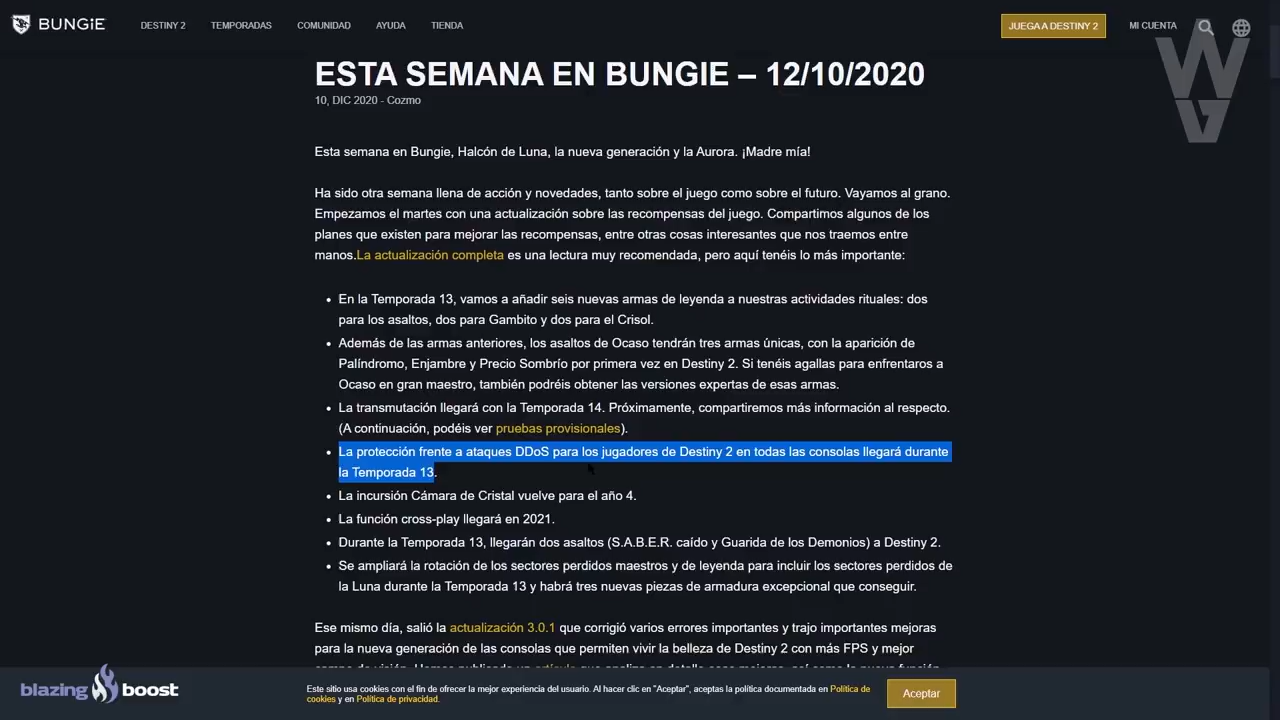 BUNGiE
DESTINY 2
TEMPORADAS
COMUNIDAD
AYUDA
TIENDA
JUEGA A DESTINY 2
MI CUENTA
WG
ESTA SEMANA EN BUNGIE – 12/10/2020
10, DIC 2020 - Cozmo
Esta semana en Bungie, Halcón de Luna, la nueva generación y la Aurora. ¡Madre mía!
Ha sido otra semana llena de acción y novedades, tanto sobre el juego como sobre el futuro. Vayamos al grano.
Empezamos el martes con una actualización sobre las recompensas del juego. Compartimos algunos de los
planes que existen para mejorar las recompensas, entre otras cosas interesantes que nos traemos entre
manos.La actualización completa es una lectura muy recomendada, pero aquí tenéis lo más importante:
• En la Temporada 13, vamos a añadir seis nuevas armas de leyenda a nuestras actividades rituales: dos
para los asaltos, dos para Gambito y dos para el Crisol.
• Además de las armas anteriores, los asaltos de Ocaso tendrán tres armas únicas, con la aparición de
Palíndromo, Enjambre y Precio Sombrío por primera vez en Destiny 2. Si tenéis agallas para enfrentaros a
Ocaso en gran maestro, también podréis obtener las versiones expertas de esas armas.
• La transmutación llegará con la Temporada 14. Próximamente, compartiremos más información al respecto.
(A continuación, podéis ver pruebas provisionales).
• La protección frente a ataques DDoS para los jugadores de Destiny 2 en todas las consolas llegará durante
la Temporada 13.
• La incursión Cámara de Cristal vuelve para el año 4.
• La función cross-play llegará en 2021.
• Durante la Temporada 13, llegarán dos asaltos (S.A.B.E.R. caído y Guarida de los Demonios) a Destiny 2.
• Se ampliará la rotación de los sectores perdidos maestros y de leyenda para incluir los sectores perdidos de
la Luna durante la Temporada 13 y habrá tres nuevas piezas de armadura excepcional que conseguir.
Ese mismo día, salió la actualización 3.0.1 que corrigió varios errores importantes y trajo importantes mejoras
para la nueva generación de las consolas que permiten vivir la belleza de Destiny 2 con más FPS y mejor
blazing boost
Este sitio usa cookies con el fin de ofrecer la mejor experiencia del usuario. Al hacer clic en "Aceptar", aceptas la política documentada en Política de
cookies y en Política de privacidad.
Aceptar